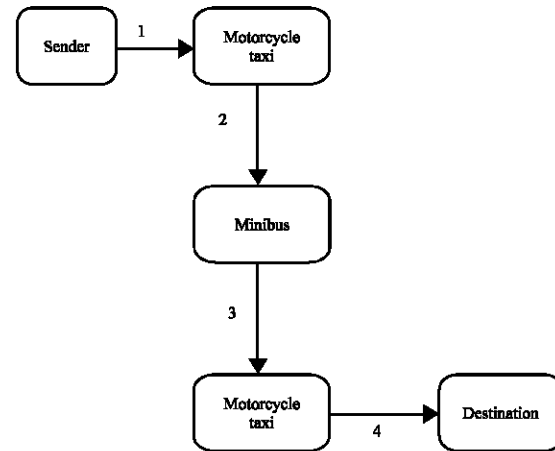 Sender
1
Motorcycle
taxi
2
Minibus
3
Motorcycle
taxi
4
Destination